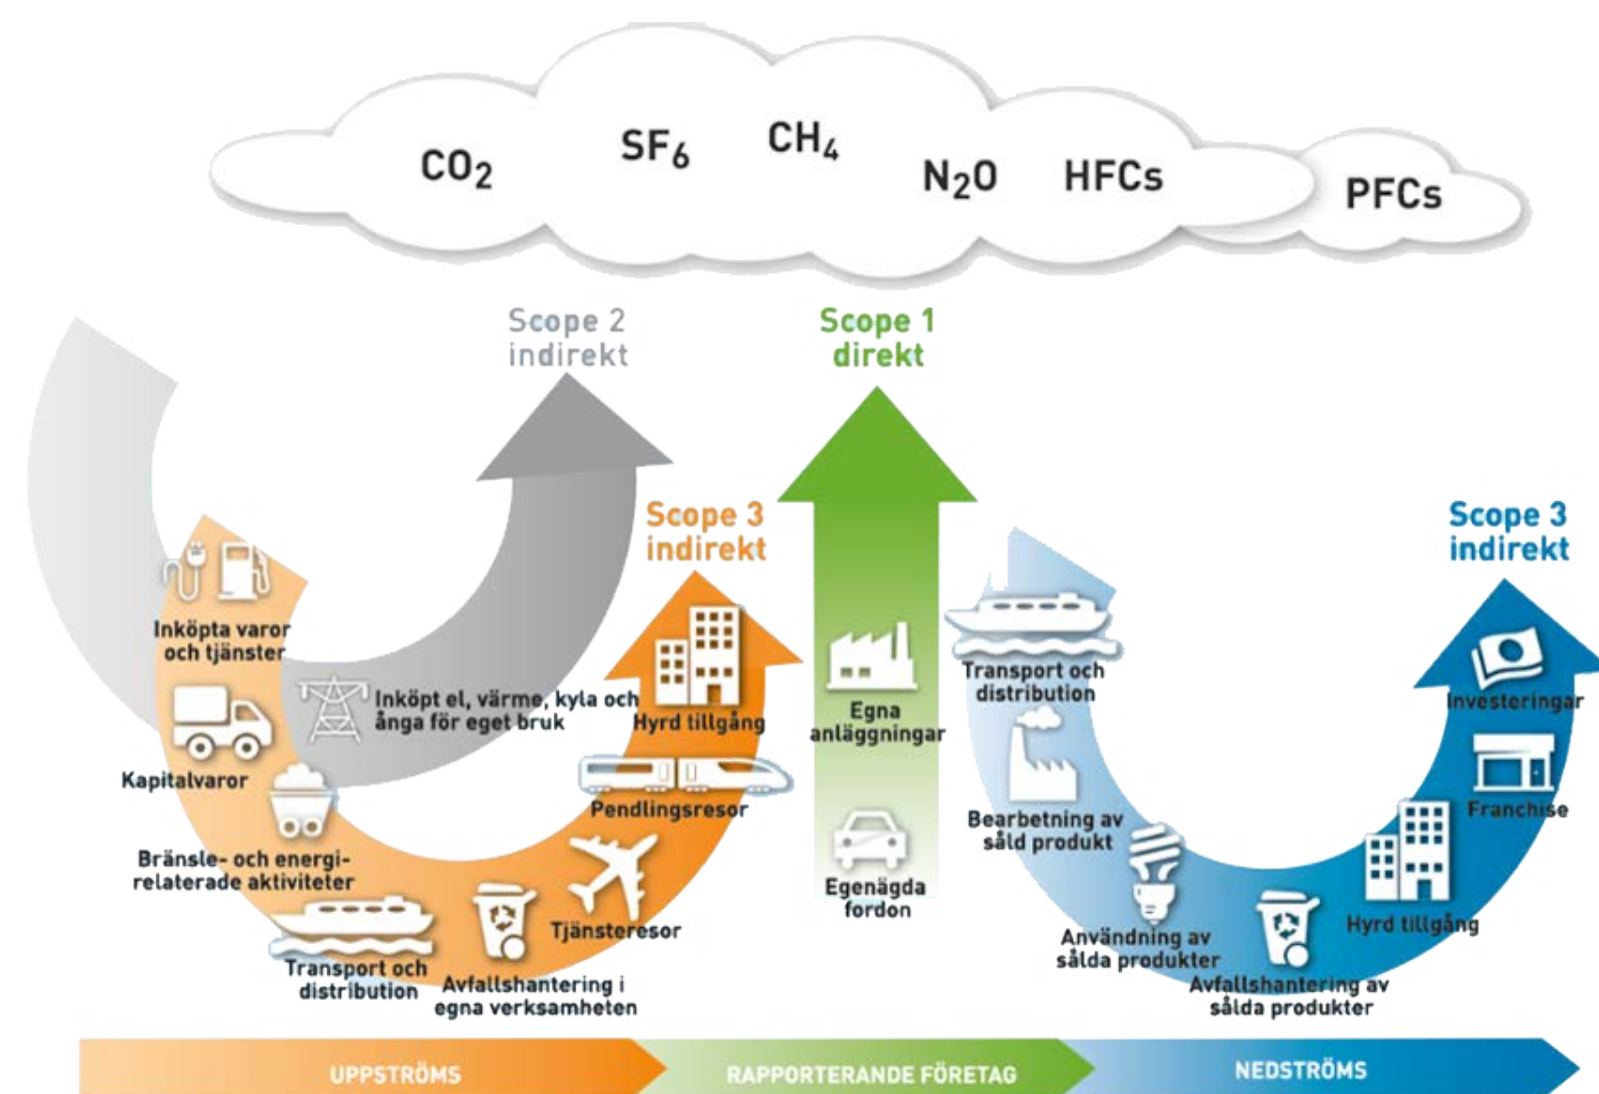 CO₂
SF₆
CH₄
N₂O
HFCs
PFCs
Scope 2
indirekt
Scope 1
direkt
Scope 3
indirekt
Scope 3
indirekt
Inköpta varor
och tjänster
Kapitalvaror
Bränsle- och energi-
relaterade aktiviteter
Transport och
distribution
Avfallshantering i
egna verksamheten
Tjänsteresor
Pendlingsresor
Hyrd tillgång
Inköpt el, värme, kyla och
ånga för eget bruk
Egna
anläggningar
Egenägda
fordon
Transport och
distribution
Bearbetning av
såld produkt
Användning av
sålda produkter
Avfallshantering av
sålda produkter
Hyrd tillgång
Franchise
Investeringar
UPPSTRÖMS
RAPPORTERANDE FÖRETAG
NEDSTRÖMS